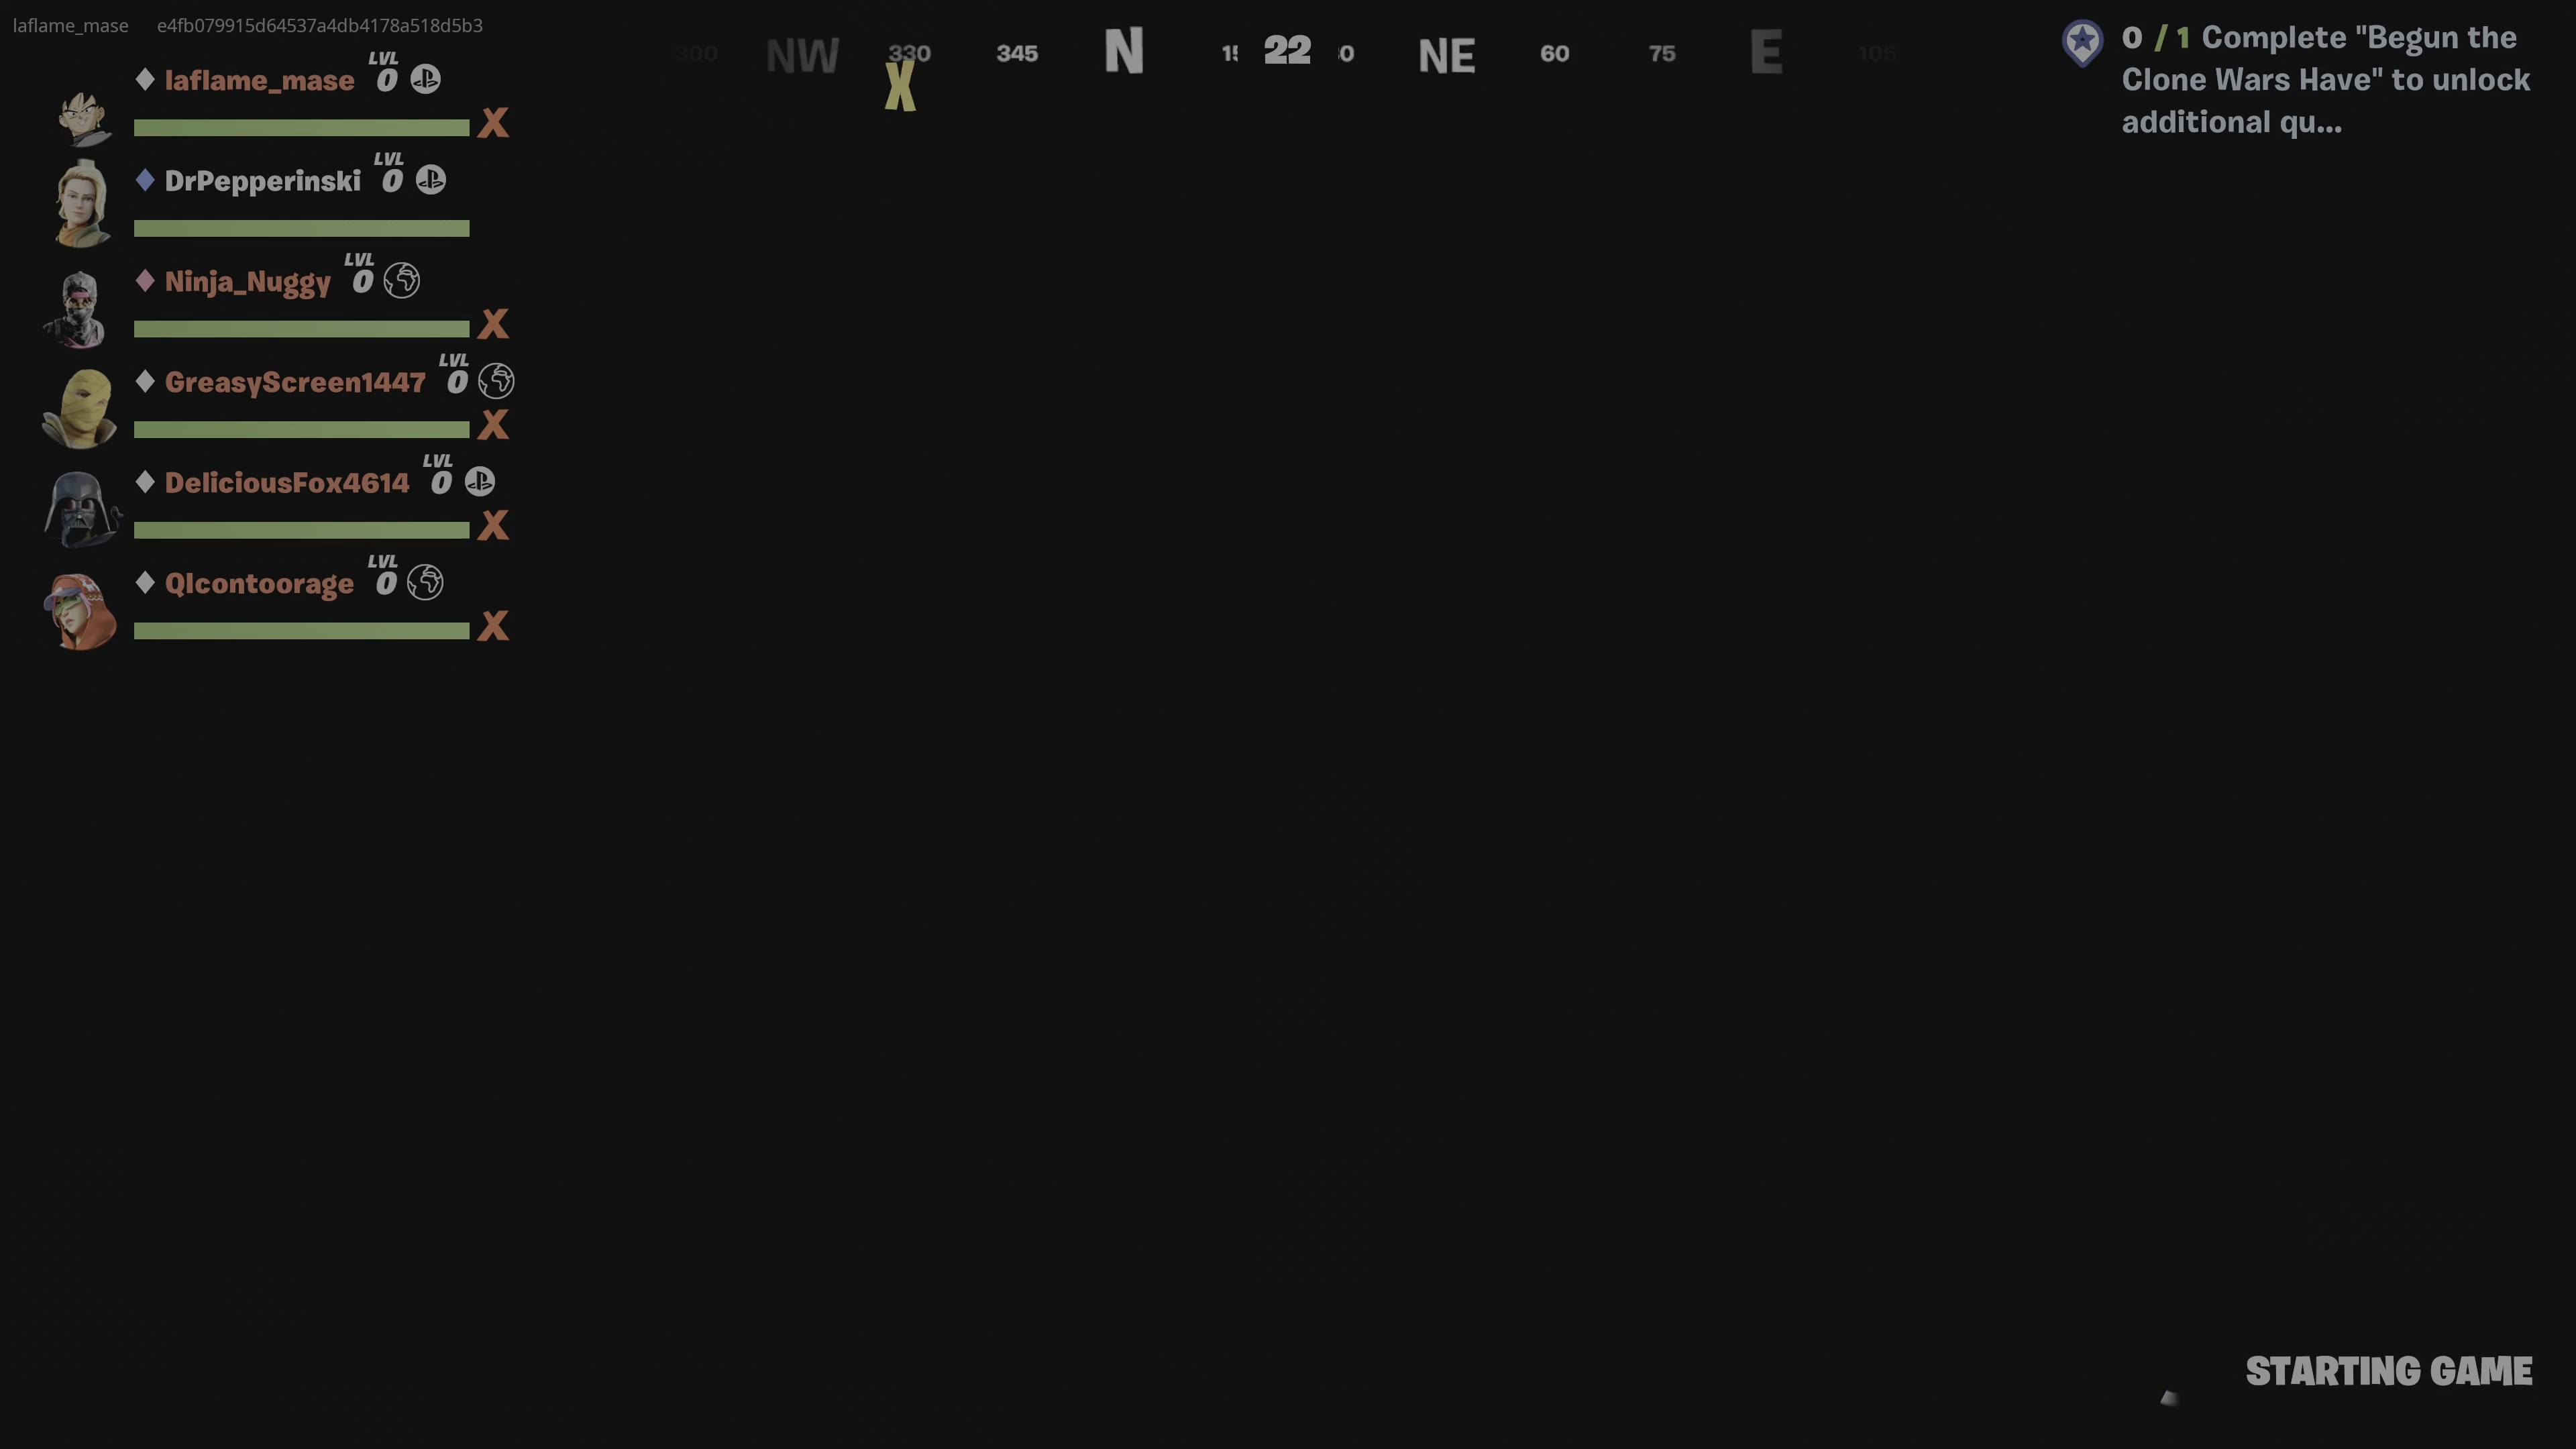 laflame_mase e4fb079915d64537a4db4178a518d5b3
laflame_mase LVL 0
X
DrPepperinski LVL 0
Ninja_Nuggy LVL 0
X
GreasyScreen1447 LVL 0
X
DeliciousFox4614 LVL 0
X
Qlcontoorage LVL 0
X
300 NW 330 345 N 22 NE 60 75 E 105
X
0 / 1 Complete "Begun the
Clone Wars Have" to unlock
additional qu...
STARTING GAME